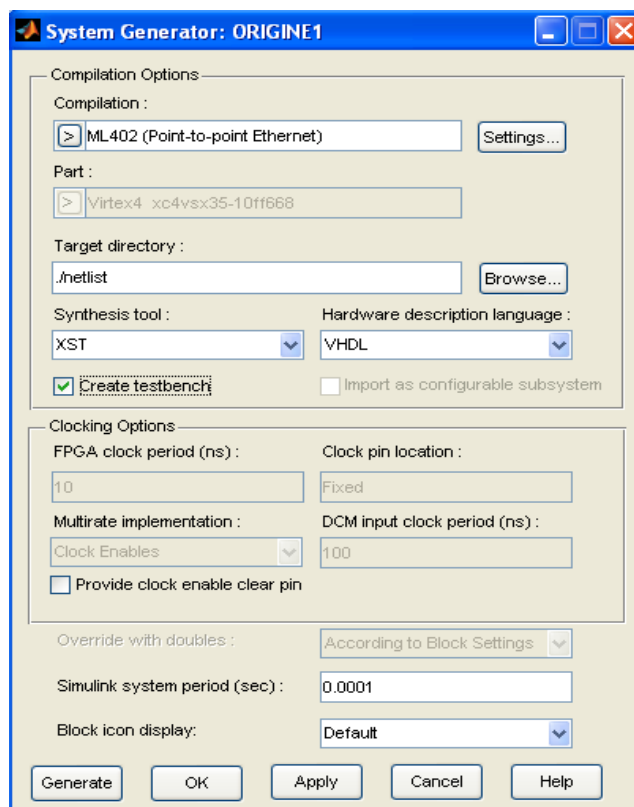 System Generator: ORIGINE1
Compilation Options
Compilation :
> ML402 (Point-to-point Ethernet) Settings...
Part :
> Virtex4 xc4vsx35-10ff668
Target directory :
./netlist Browse...
Synthesis tool : Hardware description language :
XST VHDL
Create testbench Import as configurable subsystem
Clocking Options
FPGA clock period (ns) : Clock pin location :
10 Fixed
Multirate implementation : DCM input clock period (ns) :
Clock Enables 100
Provide clock enable clear pin
Override with doubles : According to Block Settings
Simulink system period (sec) : 0.0001
Block icon display: Default
Generate OK Apply Cancel Help